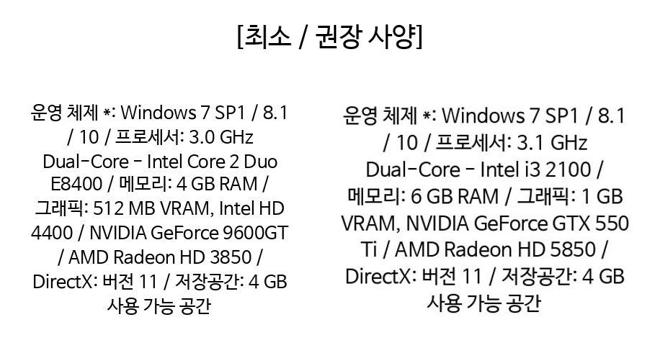 [최소 / 권장 사양]
운영 체제 *: Windows 7 SP1 / 8.1
/ 10 / 프로세서: 3.0 GHz
Dual-Core – Intel Core 2 Duo
E8400 / 메모리: 4 GB RAM /
그래픽: 512 MB VRAM, Intel HD
4400 / NVIDIA GeForce 9600GT
/ AMD Radeon HD 3850 /
DirectX: 버전 11 / 저장공간: 4 GB
사용 가능 공간
운영 체제 *: Windows 7 SP1 / 8.1
/ 10 / 프로세서: 3.1 GHz
Dual-Core – Intel i3 2100 /
메모리: 6 GB RAM / 그래픽: 1 GB
VRAM, NVIDIA GeForce GTX 550
Ti / AMD Radeon HD 5850 /
DirectX: 버전 11 / 저장공간: 4 GB
사용 가능 공간